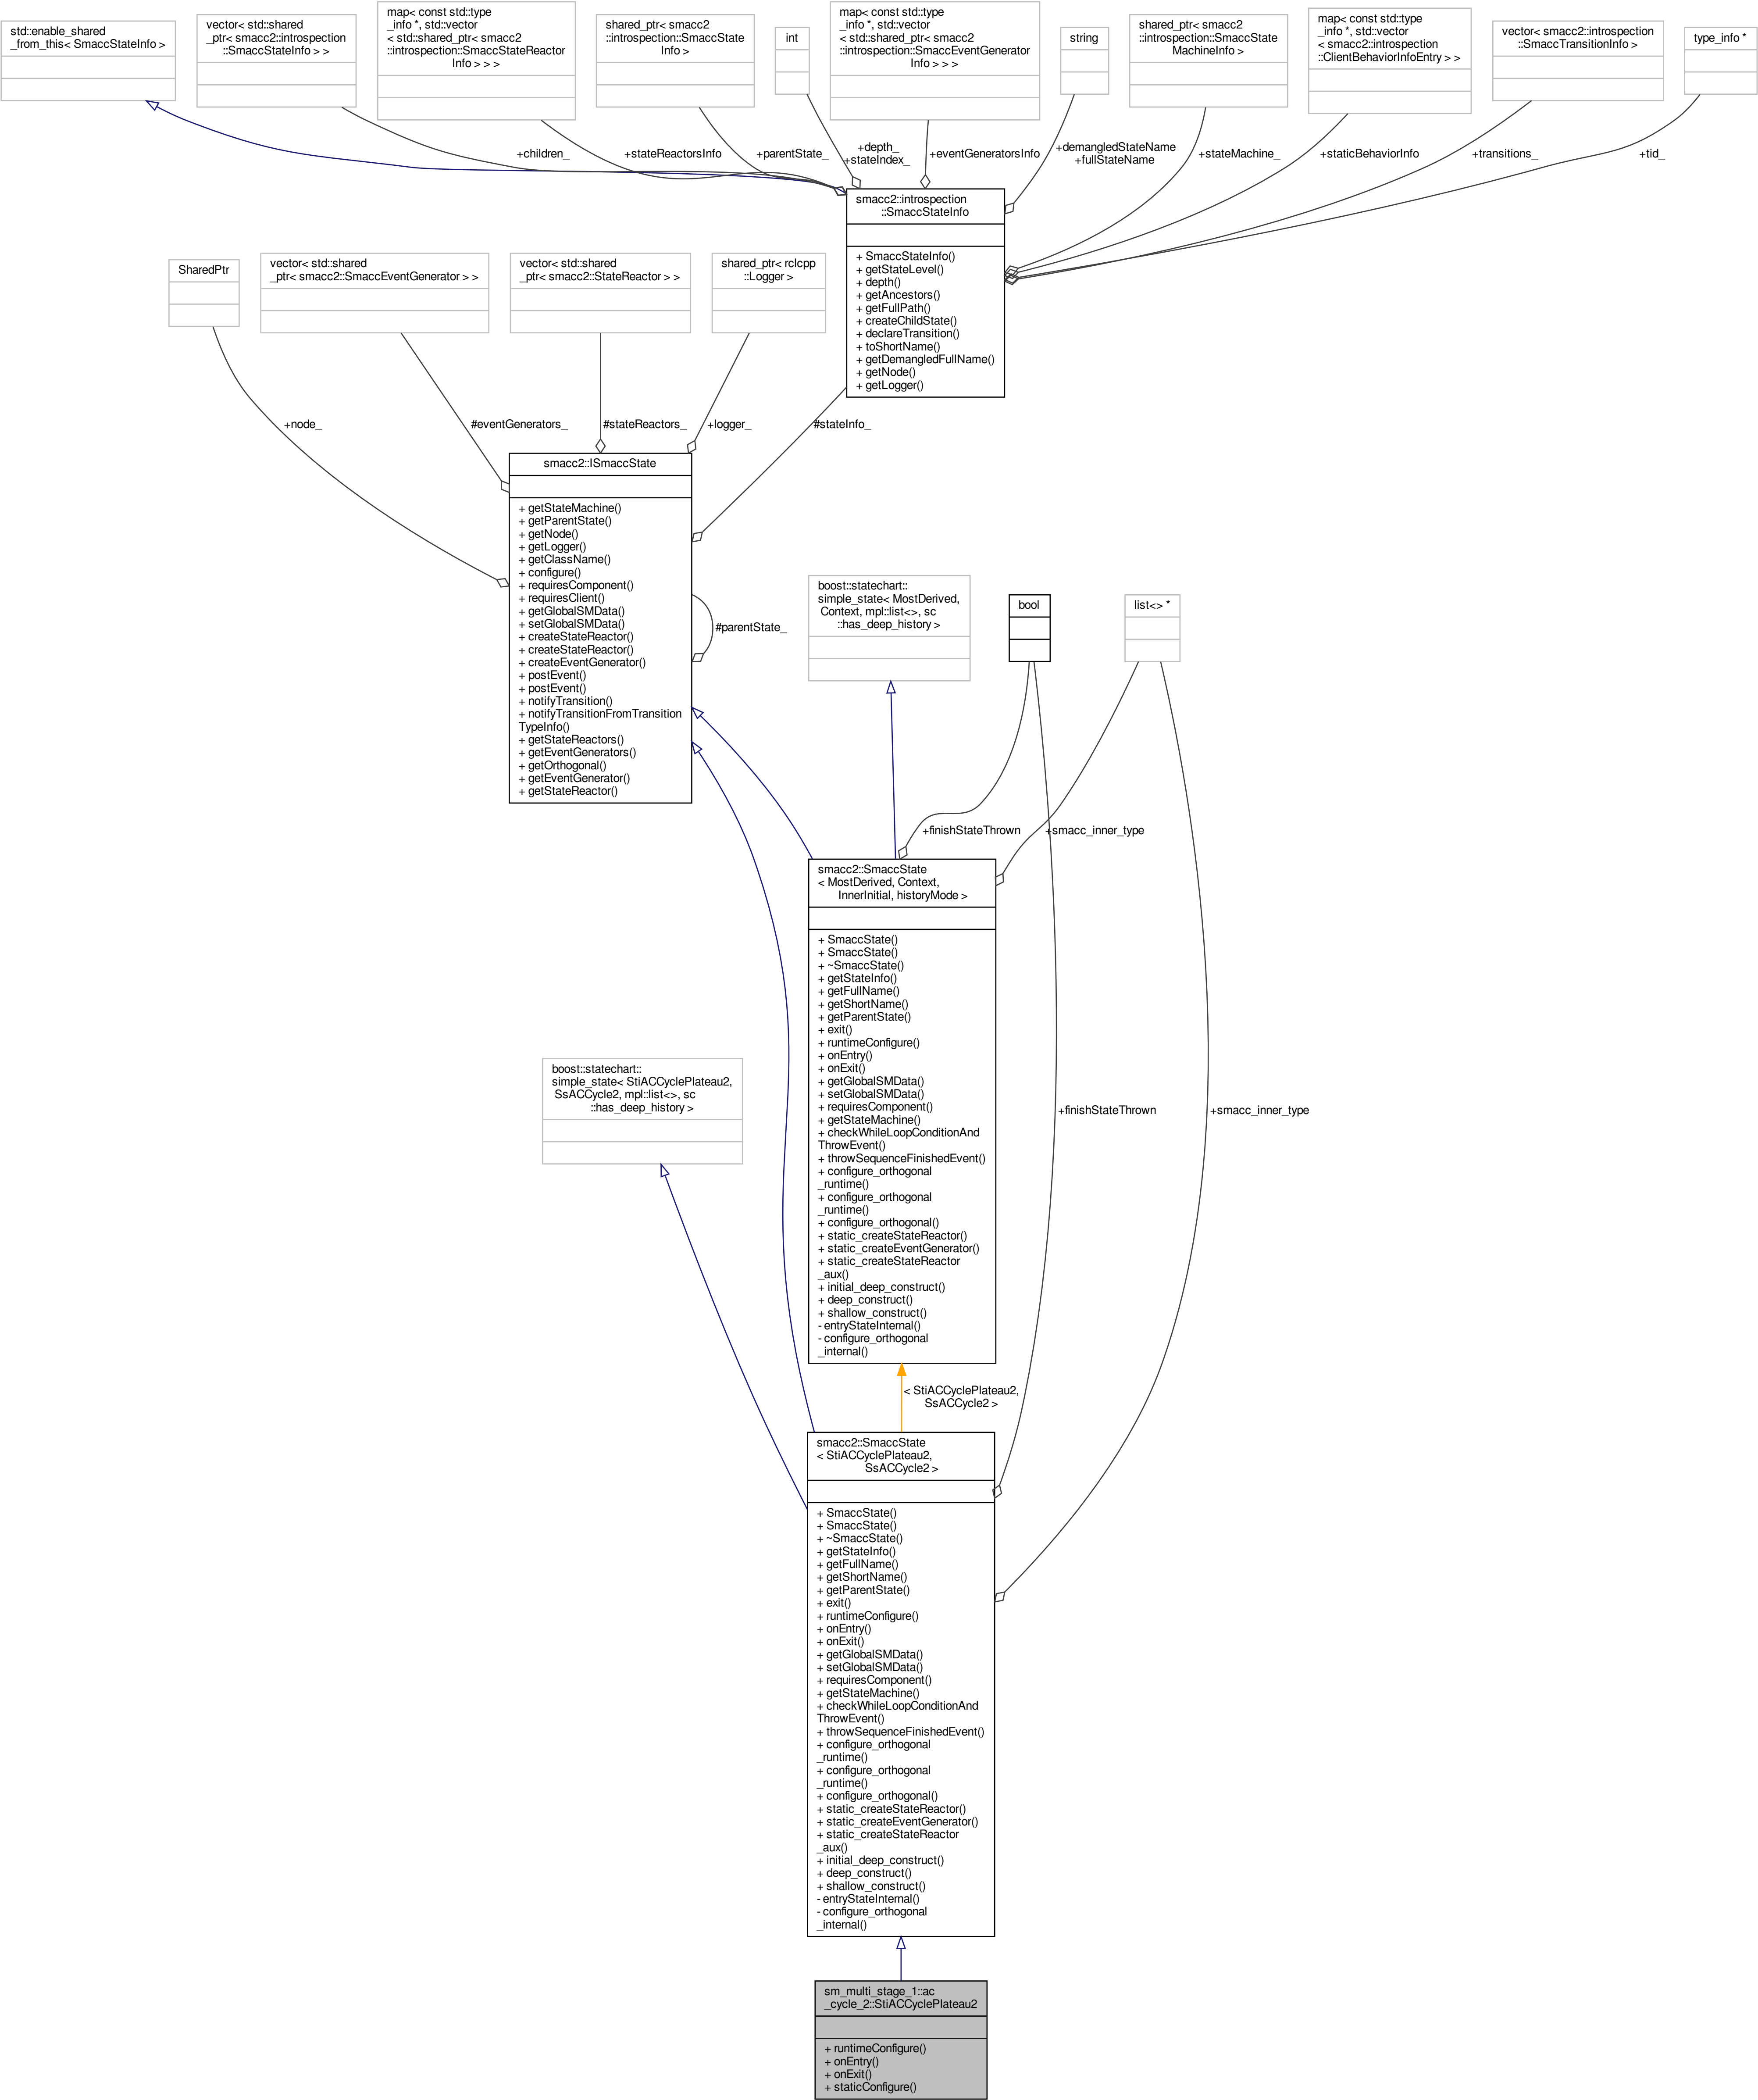 std::enable_shared
_from_this< SmaccStateInfo >
vector< std::shared
_ptr< smacc2::introspection
::SmaccStateInfo > >
map< const std::type
_info *, std::vector
< std::shared_ptr< smacc2
::introspection::SmaccStateReactor
Info > > >
shared_ptr< smacc2
::introspection::SmaccState
Info >
int
map< const std::type
_info *, std::vector
< std::shared_ptr< smacc2
::introspection::SmaccEventGenerator
Info > > >
string
shared_ptr< smacc2
::introspection::SmaccState
MachineInfo >
map< const std::type
_info *, std::vector
< smacc2::introspection
::ClientBehaviorInfoEntry > >
vector< smacc2::introspection
::SmaccTransitionInfo >
type_info *
+children_
+stateReactorsInfo
+parentState_
+depth_
+stateIndex_
+eventGeneratorsInfo
+demangledStateName
+fullStateName
+stateMachine_
+staticBehaviorInfo
+transitions_
+tid_
smacc2::introspection
::SmaccStateInfo
+ SmaccStateInfo()
+ getStateLevel()
+ depth()
+ getAncestors()
+ getFullPath()
+ createChildState()
+ declareTransition()
+ toShortName()
+ getDemangledFullName()
+ getNode()
+ getLogger()
SharedPtr
vector< std::shared
_ptr< smacc2::SmaccEventGenerator > >
vector< std::shared
_ptr< smacc2::StateReactor > >
shared_ptr< rclcpp
::Logger >
+node_
#eventGenerators_
#stateReactors_
+logger_
#stateInfo_
smacc2::ISmaccState
+ getStateMachine()
+ getParentState()
+ getNode()
+ getLogger()
+ getClassName()
+ configure()
+ requiresComponent()
+ requiresClient()
+ getGlobalSMData()
+ setGlobalSMData()
+ createStateReactor()
+ createStateReactor()
+ createEventGenerator()
+ postEvent()
+ postEvent()
+ notifyTransition()
+ notifyTransitionFromTransition
TypeInfo()
+ getStateReactors()
+ getEventGenerators()
+ getOrthogonal()
+ getEventGenerator()
+ getStateReactor()
#parentState_
boost::statechart::
simple_state< MostDerived,
Context, mpl::list<>, sc
::has_deep_history >
bool
list<> *
+finishStateThrown
+smacc_inner_type
smacc2::SmaccState
< MostDerived, Context,
InnerInitial, historyMode >
+ SmaccState()
+ SmaccState()
+ ~SmaccState()
+ getStateInfo()
+ getFullName()
+ getShortName()
+ getParentState()
+ exit()
+ runtimeConfigure()
+ onEntry()
+ onExit()
+ getGlobalSMData()
+ setGlobalSMData()
+ requiresComponent()
+ getStateMachine()
+ checkWhileLoopConditionAnd
ThrowEvent()
+ throwSequenceFinishedEvent()
+ configure_orthogonal
_runtime()
+ configure_orthogonal
_runtime()
+ configure_orthogonal()
+ static_createStateReactor()
+ static_createEventGenerator()
+ static_createStateReactor
_aux()
+ initial_deep_construct()
+ deep_construct()
+ shallow_construct()
- entryStateInternal()
- configure_orthogonal
_internal()
boost::statechart::
simple_state< StiACCyclePlateau2,
SsACCycle2, mpl::list<>, sc
::has_deep_history >
+finishStateThrown
+smacc_inner_type
< StiACCyclePlateau2,
SsACCycle2 >
smacc2::SmaccState
< StiACCyclePlateau2,
SsACCycle2 >
+ SmaccState()
+ SmaccState()
+ ~SmaccState()
+ getStateInfo()
+ getFullName()
+ getShortName()
+ getParentState()
+ exit()
+ runtimeConfigure()
+ onEntry()
+ onExit()
+ getGlobalSMData()
+ setGlobalSMData()
+ requiresComponent()
+ getStateMachine()
+ checkWhileLoopConditionAnd
ThrowEvent()
+ throwSequenceFinishedEvent()
+ configure_orthogonal
_runtime()
+ configure_orthogonal
_runtime()
+ configure_orthogonal()
+ static_createStateReactor()
+ static_createEventGenerator()
+ static_createStateReactor
_aux()
+ initial_deep_construct()
+ deep_construct()
+ shallow_construct()
- entryStateInternal()
- configure_orthogonal
_internal()
sm_multi_stage_1::ac
_cycle_2::StiACCyclePlateau2
+ runtimeConfigure()
+ onEntry()
+ onExit()
+ staticConfigure()